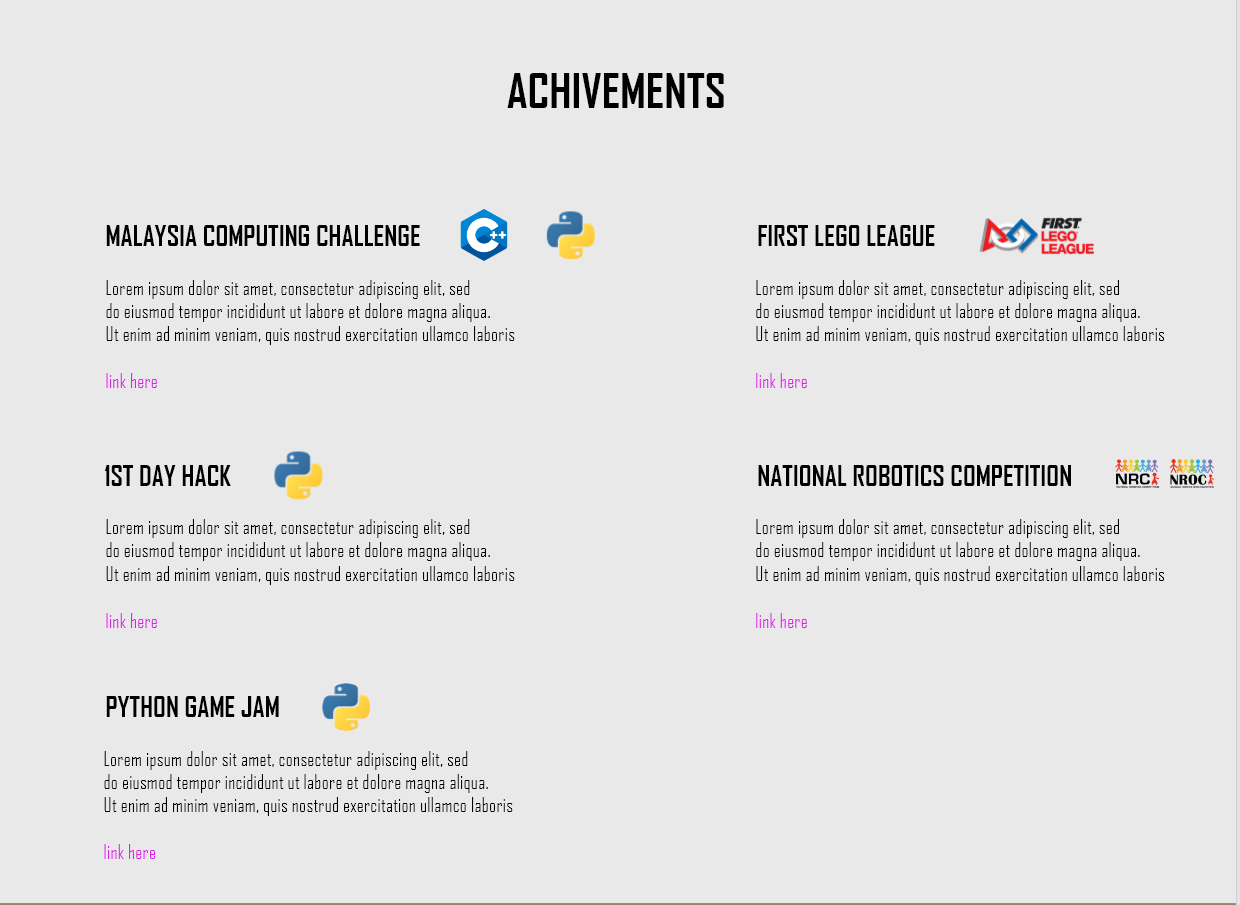 ACHIVEMENTS
MALAYSIA COMPUTING CHALLENGE
C++
Lorem ipsum dolor sit amet, consectetur adipiscing elit, sed
do eiusmod tempor incididunt ut labore et dolore magna aliqua.
Ut enim ad minim veniam, quis nostrud exercitation ullamco laboris
link here
1ST DAY HACK
Lorem ipsum dolor sit amet, consectetur adipiscing elit, sed
do eiusmod tempor incididunt ut labore et dolore magna aliqua.
Ut enim ad minim veniam, quis nostrud exercitation ullamco laboris
link here
PYTHON GAME JAM
Lorem ipsum dolor sit amet, consectetur adipiscing elit, sed
do eiusmod tempor incididunt ut labore et dolore magna aliqua.
Ut enim ad minim veniam, quis nostrud exercitation ullamco laboris
link here
FIRST LEGO LEAGUE
FIRST
LEGO
LEAGUE
Lorem ipsum dolor sit amet, consectetur adipiscing elit, sed
do eiusmod tempor incididunt ut labore et dolore magna aliqua.
Ut enim ad minim veniam, quis nostrud exercitation ullamco laboris
link here
NATIONAL ROBOTICS COMPETITION
NRC
NROC
Lorem ipsum dolor sit amet, consectetur adipiscing elit, sed
do eiusmod tempor incididunt ut labore et dolore magna aliqua.
Ut enim ad minim veniam, quis nostrud exercitation ullamco laboris
link here